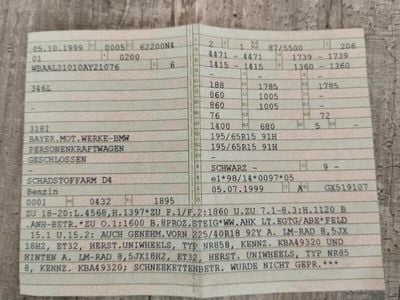 05.10.1999 0005 62200N4
01 0200
WBAAL31010AY21076 6
346L
318I
BAYER.MOT.WERKE-BMW
PERSONENKRAFTWAGEN
GESCHLOSSEN
-
SCHADSTOFFARM D4
Benzin
0001 0432 1895
2 1 87/5500 206
4471 - 4471 1739 - 1739
1415 - 1415 1360 - 1360
- -
188 1785 1785
860 1005 -
860 1005 -
76 72
1400 680 5 -
195/65R15 91H
195/65R15 91H
-
-
SCHWARZ - 9 -
e1*98/14*0097*05
05.07.1999 A GX519107
ZU 18-20:L.4568,H.1397*ZU F.1/F.2:1860 U.ZU 7.1-8.3:H.1120 B
.ANH-BETR.*ZU O.1:1600 B.8PROZ.STEIG*WW.AHK LT.EGTG/ABE*FELD
15.1 U.15.2: AUCH GENEHM.VORN 225/40R18 92Y A. LM-RAD 8,5JX
18H2, ET32, HERST.UNIWHEELS, TYP NR858, KENNZ. KBA49320 UND
HINTEN A. LM-RAD 8,5JX18H2, ET32, HERST. UNIWHEELS, TYP NR85
8, KENNZ. KBA49320; SCHNEEKETTENBETR. WURDE NICHT GEPR.***